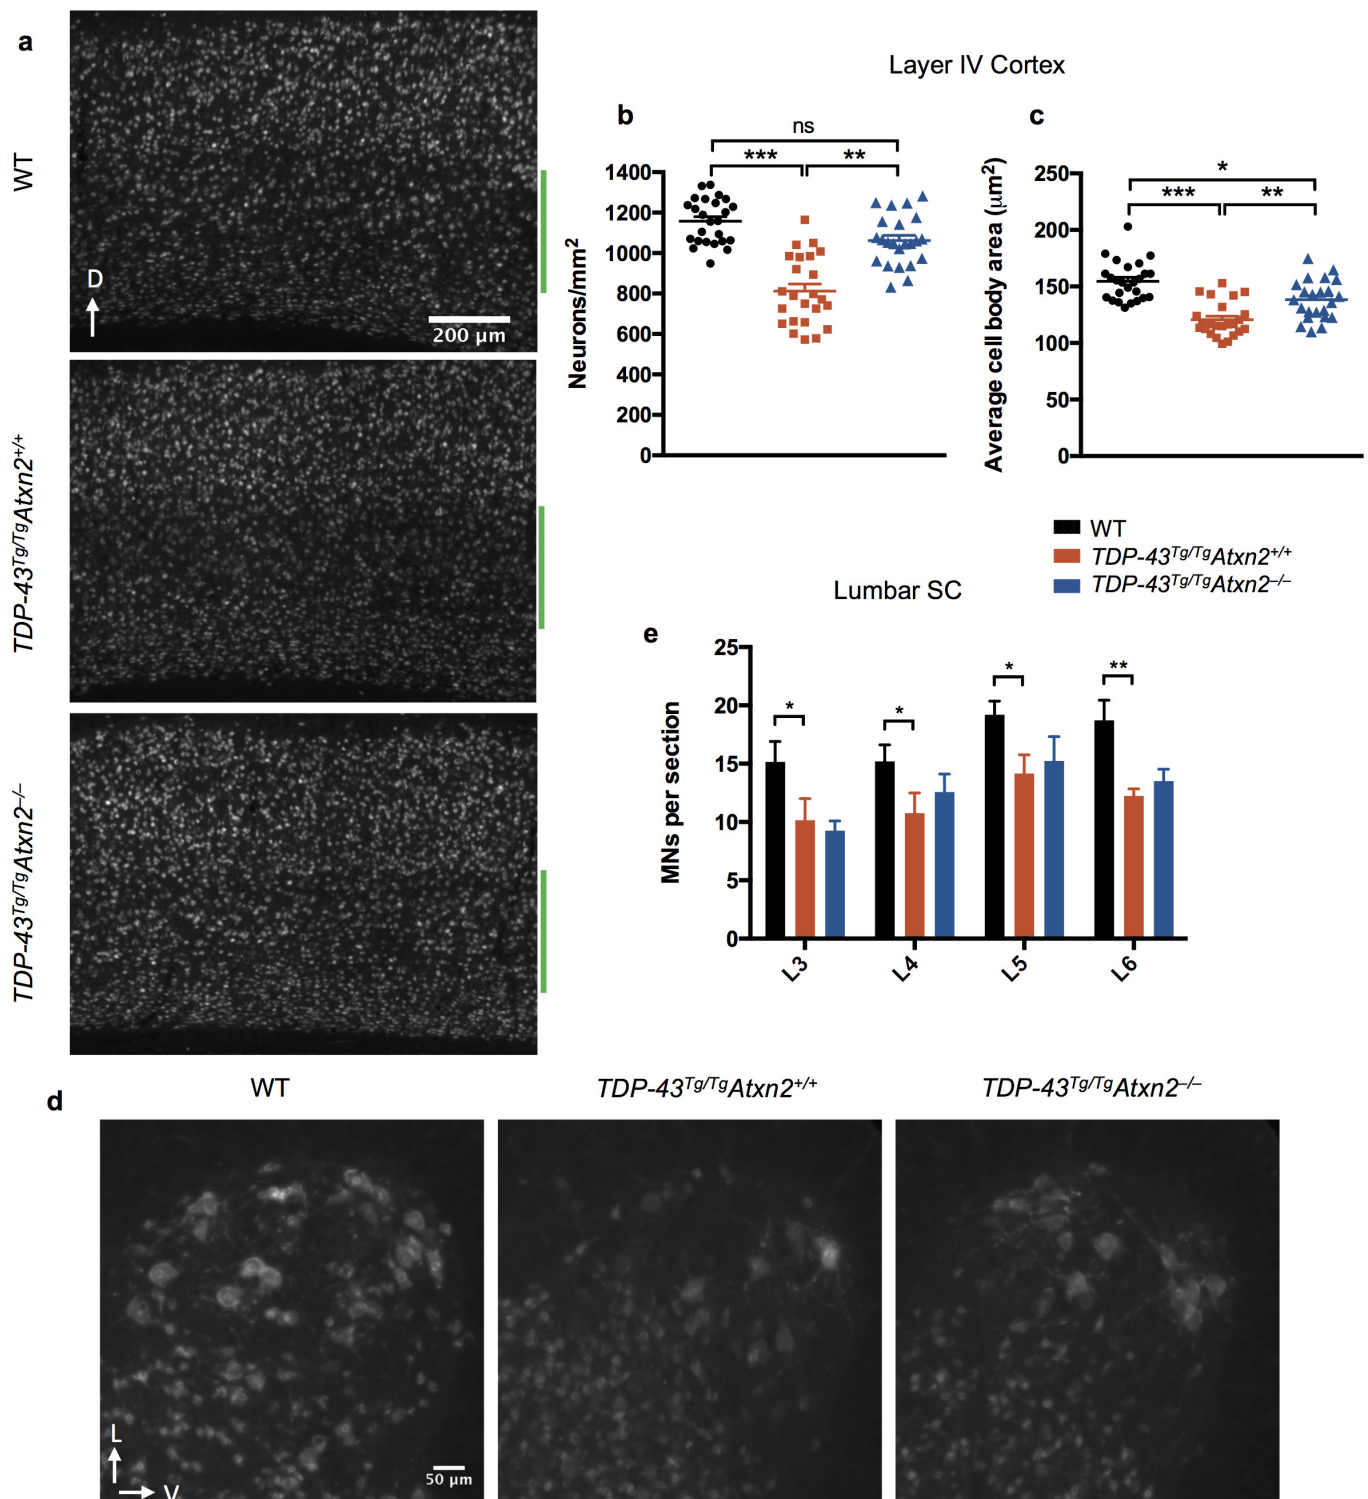 a
WT
D
200 µm
TDP-43Tg/TgAtxn2+/+
TDP-43Tg/TgAtxn2–/–
Layer IV Cortex
b
ns
*** **
1400
1200
1000
800
600
400
200
0
Neurons/mm2
c
*
*** **
250
200
150
100
50
0
Average cell body area (µm2)
WT
TDP-43Tg/TgAtxn2+/+
TDP-43Tg/TgAtxn2–/–
Lumbar SC
e
25
20
15
10
5
0
MNs per section
* * * **
L3 L4 L5 L6
d
WT TDP-43Tg/TgAtxn2+/+ TDP-43Tg/TgAtxn2–/–
L
V
50 µm